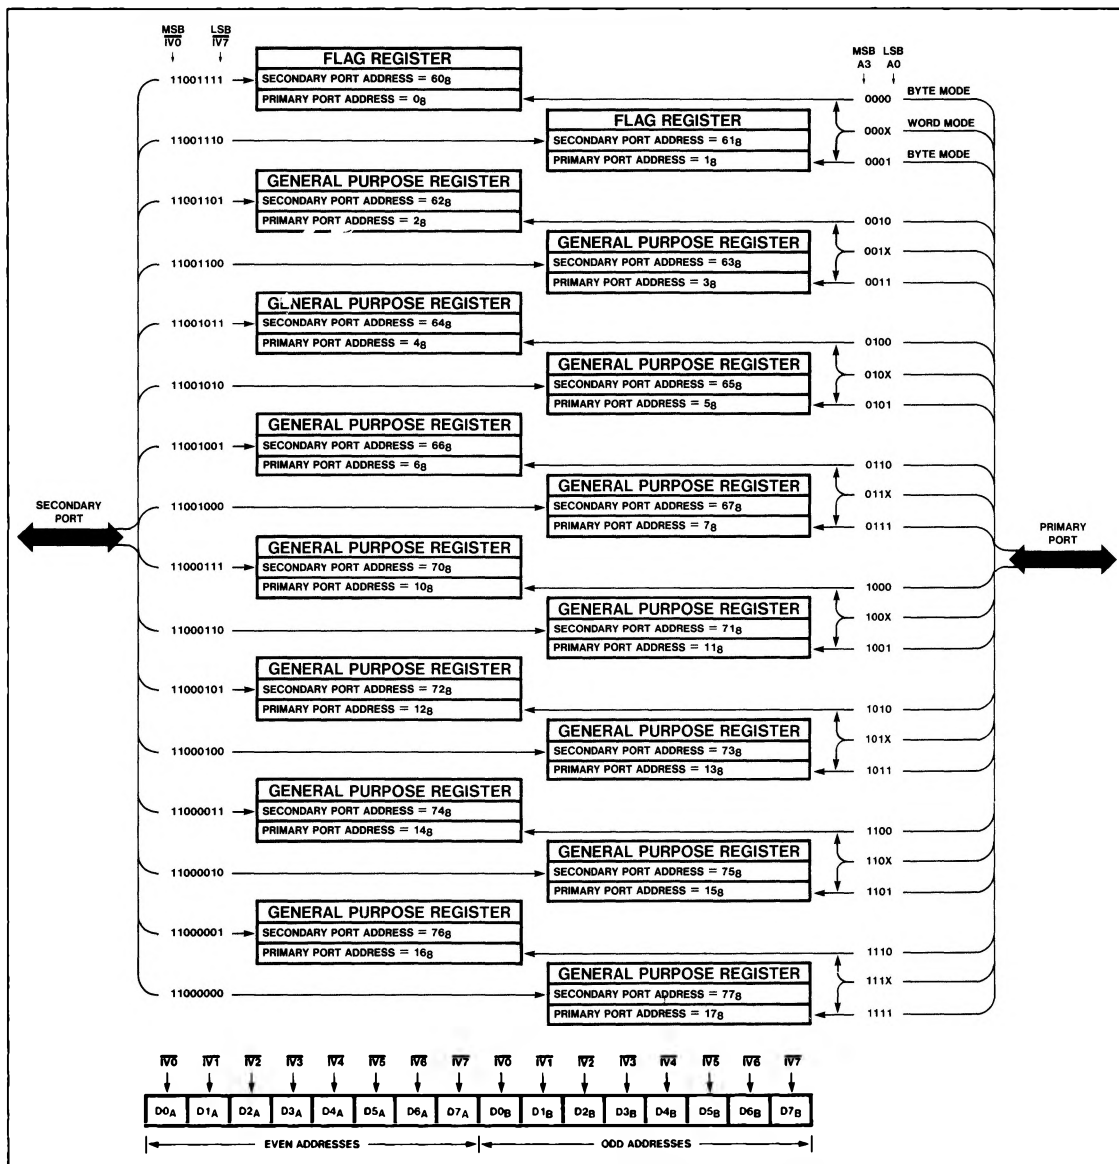 MSB LSB
IV0 IV7
MSB LSB
A3 A0
FLAG REGISTER
11001111 SECONDARY PORT ADDRESS = 60₈
PRIMARY PORT ADDRESS = 0₈ 0000 BYTE MODE
FLAG REGISTER
000X WORD MODE
11001110 SECONDARY PORT ADDRESS = 61₈
PRIMARY PORT ADDRESS = 1₈ 0001 BYTE MODE
GENERAL PURPOSE REGISTER
11001101 SECONDARY PORT ADDRESS = 62₈
PRIMARY PORT ADDRESS = 2₈ 0010
GENERAL PURPOSE REGISTER 001X
11001100 SECONDARY PORT ADDRESS = 63₈
PRIMARY PORT ADDRESS = 3₈ 0011
GENERAL PURPOSE REGISTER
11001011 SECONDARY PORT ADDRESS = 64₈
PRIMARY PORT ADDRESS = 4₈ 0100
GENERAL PURPOSE REGISTER 010X
11001010 SECONDARY PORT ADDRESS = 65₈
PRIMARY PORT ADDRESS = 5₈ 0101
GENERAL PURPOSE REGISTER
11001001 SECONDARY PORT ADDRESS = 66₈
PRIMARY PORT ADDRESS = 6₈ 0110
GENERAL PURPOSE REGISTER 011X
11001000 SECONDARY PORT ADDRESS = 67₈
PRIMARY PORT ADDRESS = 7₈ 0111
SECONDARY
PORT
PRIMARY
PORT
GENERAL PURPOSE REGISTER
11000111 SECONDARY PORT ADDRESS = 70₈
PRIMARY PORT ADDRESS = 10₈ 1000
GENERAL PURPOSE REGISTER 100X
11000110 SECONDARY PORT ADDRESS = 71₈
PRIMARY PORT ADDRESS = 11₈ 1001
GENERAL PURPOSE REGISTER
11000101 SECONDARY PORT ADDRESS = 72₈
PRIMARY PORT ADDRESS = 12₈ 1010
GENERAL PURPOSE REGISTER 101X
11000100 SECONDARY PORT ADDRESS = 73₈
PRIMARY PORT ADDRESS = 13₈ 1011
GENERAL PURPOSE REGISTER
11000011 SECONDARY PORT ADDRESS = 74₈
PRIMARY PORT ADDRESS = 14₈ 1100
GENERAL PURPOSE REGISTER 110X
11000010 SECONDARY PORT ADDRESS = 75₈
PRIMARY PORT ADDRESS = 15₈ 1101
GENERAL PURPOSE REGISTER
11000001 SECONDARY PORT ADDRESS = 76₈
PRIMARY PORT ADDRESS = 16₈ 1110
GENERAL PURPOSE REGISTER 111X
11000000 SECONDARY PORT ADDRESS = 77₈
PRIMARY PORT ADDRESS = 17₈ 1111
IV0 IV1 IV2 IV3 IV4 IV5 IV6 IV7 IV0 IV1 IV2 IV3 IV4 IV5 IV6 IV7
D0A D1A D2A D3A D4A D5A D6A D7A D0B D1B D2B D3B D4B D5B D6B D7B
EVEN ADDRESSES ODD ADDRESSES